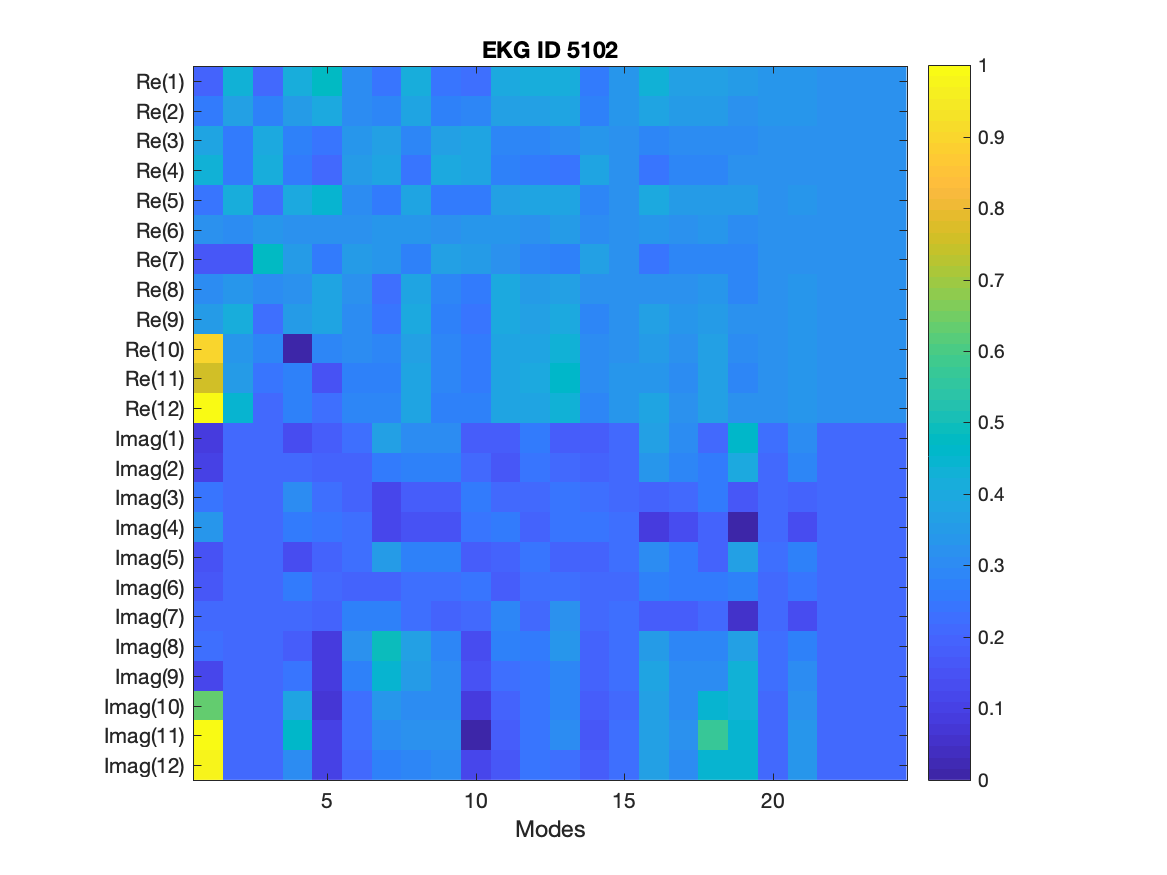 EKG ID 5102
Re(1)
Re(2)
Re(3)
Re(4)
Re(5)
Re(6)
Re(7)
Re(8)
Re(9)
Re(10)
Re(11)
Re(12)
Imag(1)
Imag(2)
Imag(3)
Imag(4)
Imag(5)
Imag(6)
Imag(7)
Imag(8)
Imag(9)
Imag(10)
Imag(11)
Imag(12)
5 10 15 20
Modes
1
0.9
0.8
0.7
0.6
0.5
0.4
0.3
0.2
0.1
0